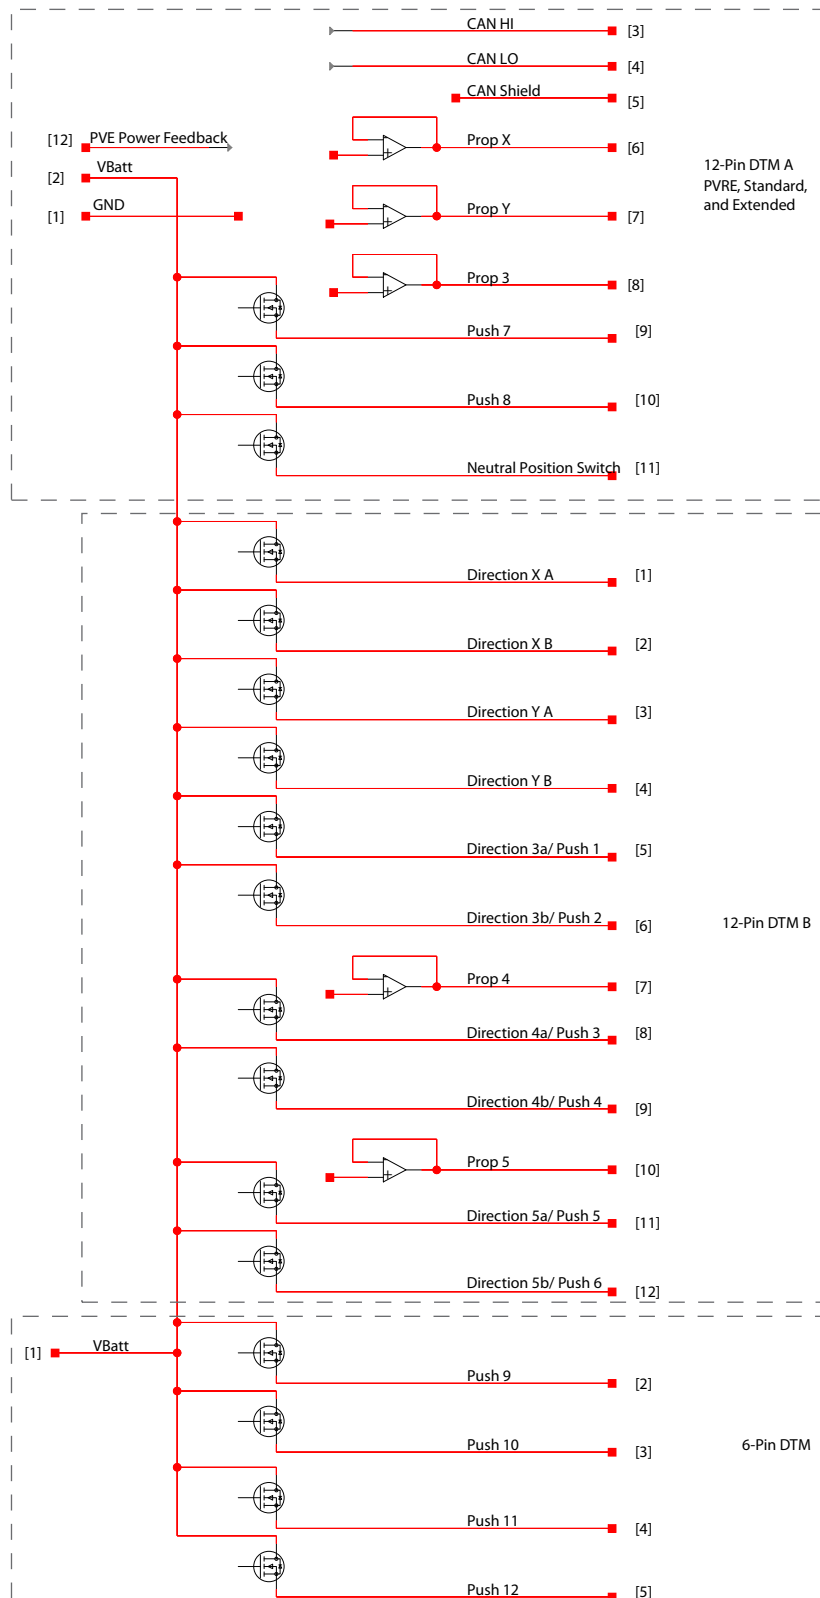 CAN HI [3]
CAN LO [4]
CAN Shield [5]
[12] PVE Power Feedback
Prop X [6]
12-Pin DTM A
PVRE, Standard,
and Extended
[2] VBatt
[1] GND
Prop Y [7]
Prop 3 [8]
Push 7 [9]
Push 8 [10]
Neutral Position Switch [11]
Direction X A [1]
Direction X B [2]
Direction Y A [3]
Direction Y B [4]
Direction 3a/ Push 1 [5]
Direction 3b/ Push 2 [6]
12-Pin DTM B
Prop 4 [7]
Direction 4a/ Push 3 [8]
Direction 4b/ Push 4 [9]
Prop 5 [10]
Direction 5a/ Push 5 [11]
Direction 5b/ Push 6 [12]
[1] VBatt
Push 9 [2]
Push 10 [3]
6-Pin DTM
Push 11 [4]
Push 12 [5]